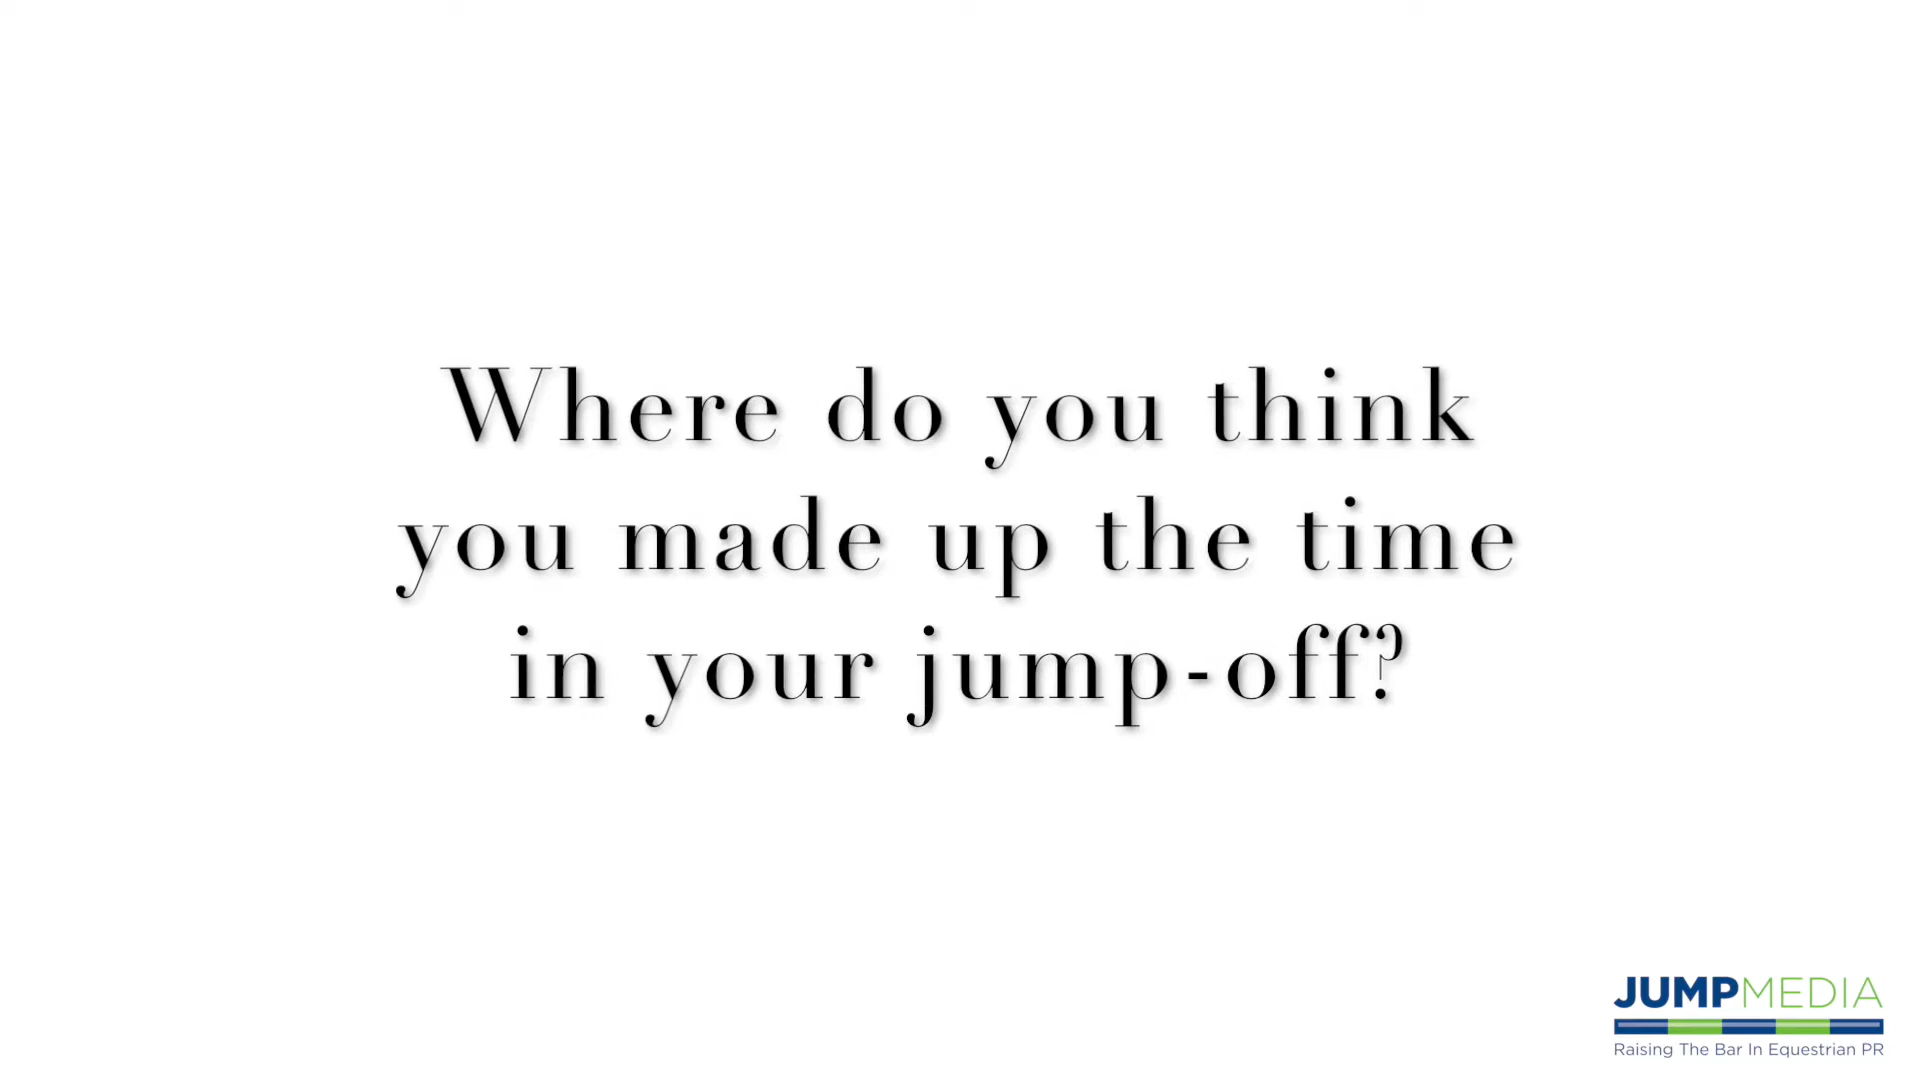 Where do you think
you made up the time
in your jump-off?
JUMPMEDIA
Raising The Bar In Equestrian PR